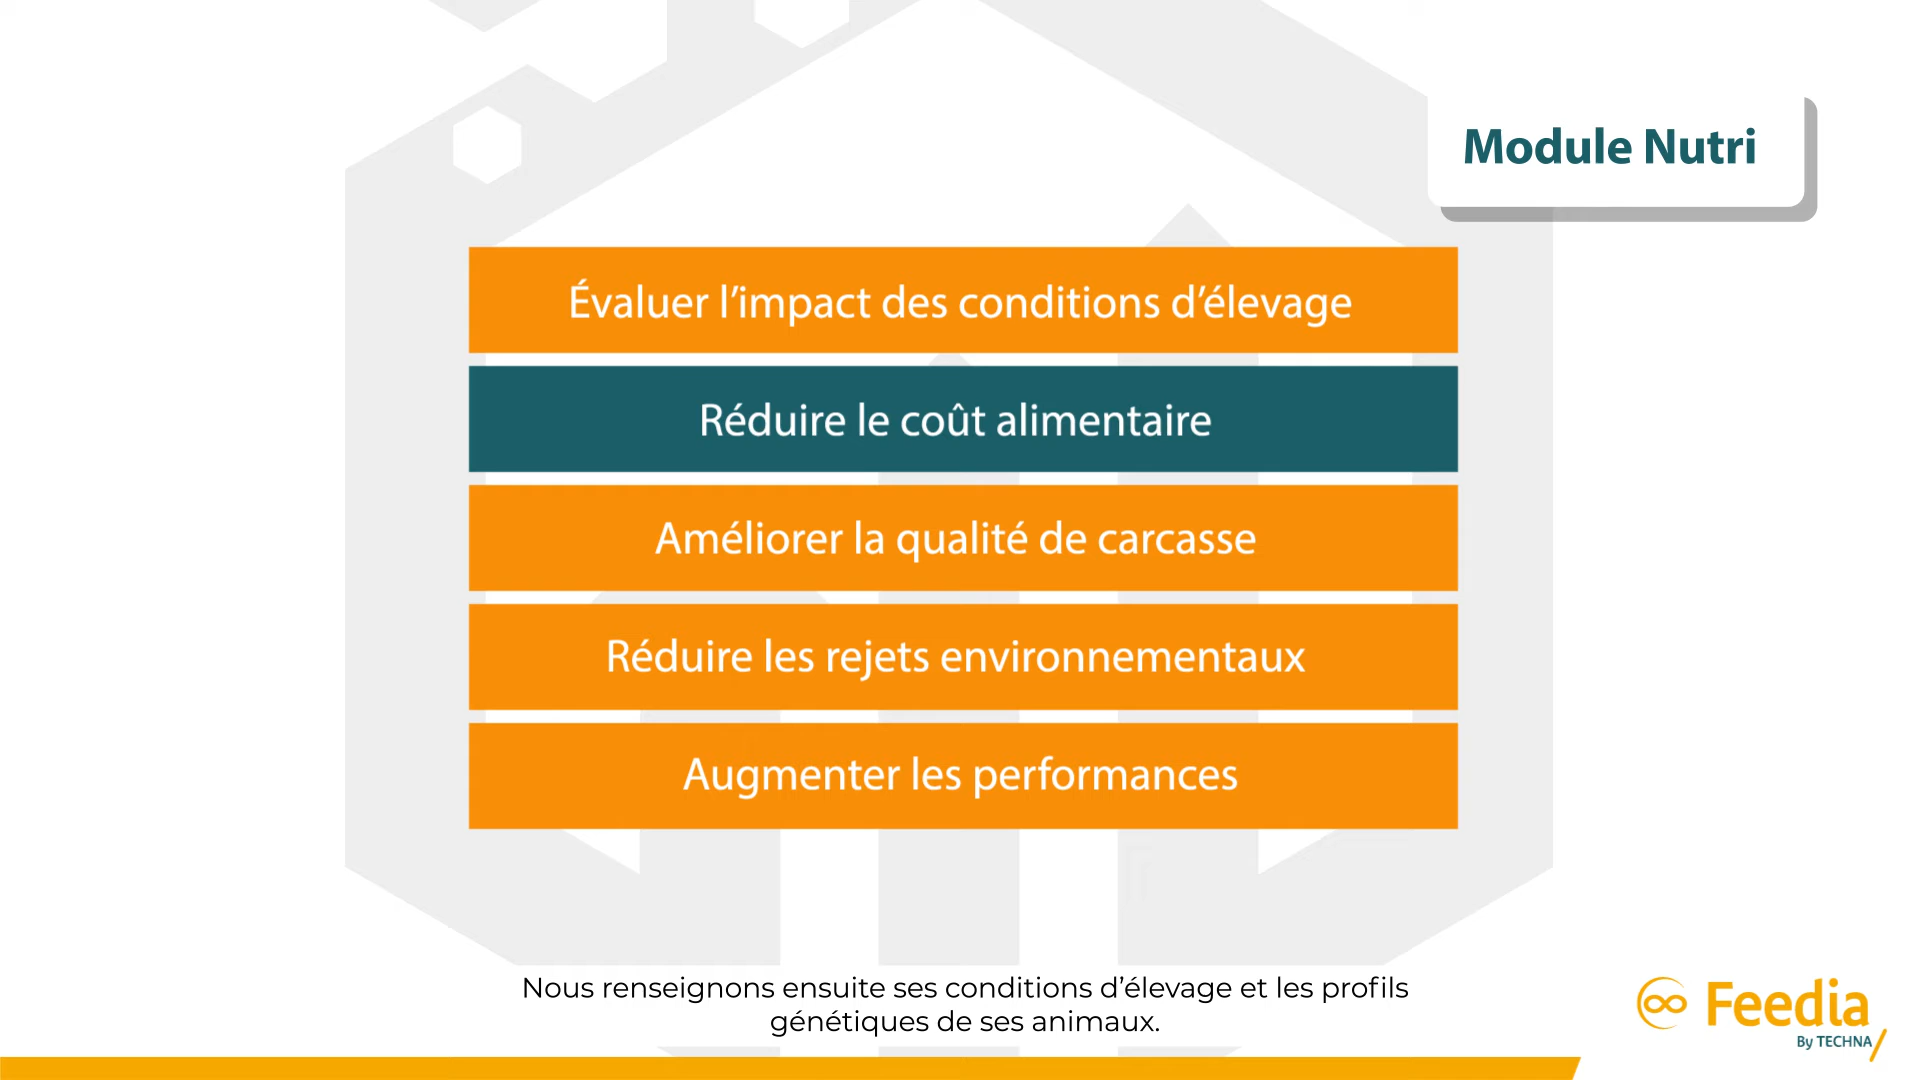 Module Nutri
Évaluer l’impact des conditions d’élevage
Réduire le coût alimentaire
Améliorer la qualité de carcasse
Réduire les rejets environnementaux
Augmenter les performances
Nous renseignons ensuite ses conditions d’élevage et les profils
génétiques de ses animaux.
Feedia
By TECHNA